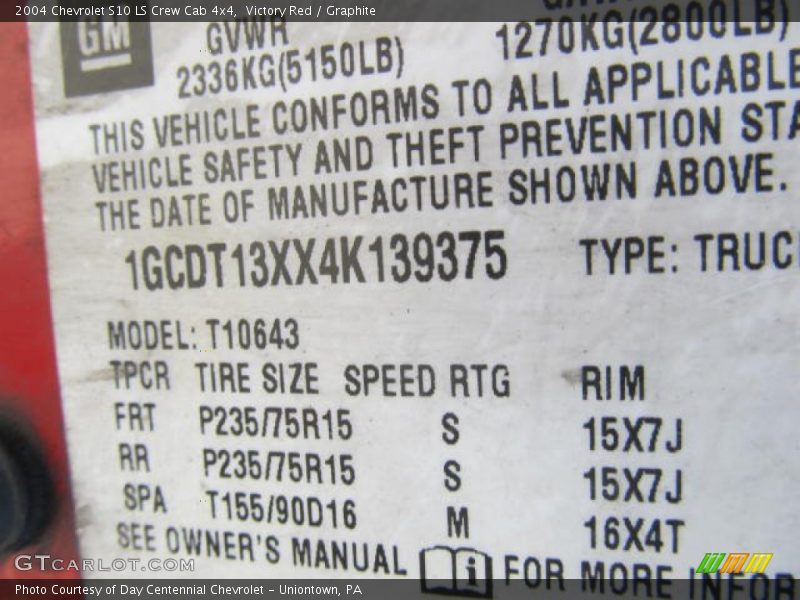 2004 Chevrolet S10 LS Crew Cab 4x4, Victory Red / Graphite
GM
GVWR
2336KG(5150LB) 1270KG(2800LB)
THIS VEHICLE CONFORMS TO ALL APPLICABLE
VEHICLE SAFETY AND THEFT PREVENTION STA
THE DATE OF MANUFACTURE SHOWN ABOVE.
1GCDT13XX4K139375 TYPE: TRUC
MODEL: T10643
TPCR TIRE SIZE SPEED RTG RIM
FRT P235/75R15 S 15X7J
RR P235/75R15 S 15X7J
SPA T155/90D16 M 16X4T
SEE OWNER'S MANUAL i FOR MORE INFOR
GTCARLOT.COM
Photo Courtesy of Day Centennial Chevrolet – Uniontown, PA